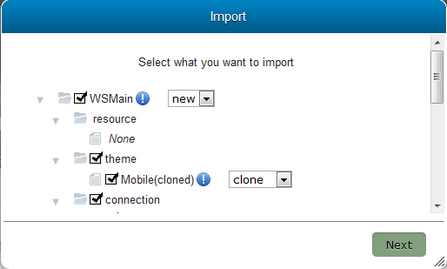 Import
Select what you want to import
WSMain ! new
resource
None
theme
Mobile(cloned) ! clone
connection
Next